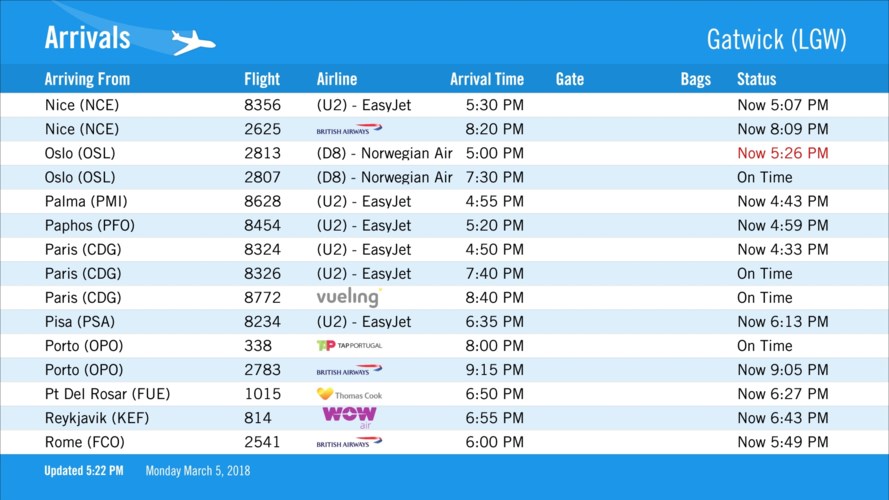 Arrivals Gatwick (LGW)
Arriving From Flight Airline Arrival Time Gate Bags Status
Nice (NCE) 8356 (U2) - EasyJet 5:30 PM Now 5:07 PM
Nice (NCE) 2625 BRITISH AIRWAYS 8:20 PM Now 8:09 PM
Oslo (OSL) 2813 (D8) - Norwegian Air 5:00 PM Now 5:26 PM
Oslo (OSL) 2807 (D8) - Norwegian Air 7:30 PM On Time
Palma (PMI) 8628 (U2) - EasyJet 4:55 PM Now 4:43 PM
Paphos (PFO) 8454 (U2) - EasyJet 5:20 PM Now 4:59 PM
Paris (CDG) 8324 (U2) - EasyJet 4:50 PM Now 4:33 PM
Paris (CDG) 8326 (U2) - EasyJet 7:40 PM On Time
Paris (CDG) 8772 vueling 8:40 PM On Time
Pisa (PSA) 8234 (U2) - EasyJet 6:35 PM Now 6:13 PM
Porto (OPO) 338 TP TAP PORTUGAL 8:00 PM On Time
Porto (OPO) 2783 BRITISH AIRWAYS 9:15 PM Now 9:05 PM
Pt Del Rosar (FUE) 1015 Thomas Cook 6:50 PM Now 6:27 PM
Reykjavik (KEF) 814 WOW air 6:55 PM Now 6:43 PM
Rome (FCO) 2541 BRITISH AIRWAYS 6:00 PM Now 5:49 PM
Updated 5:22 PM Monday March 5, 2018